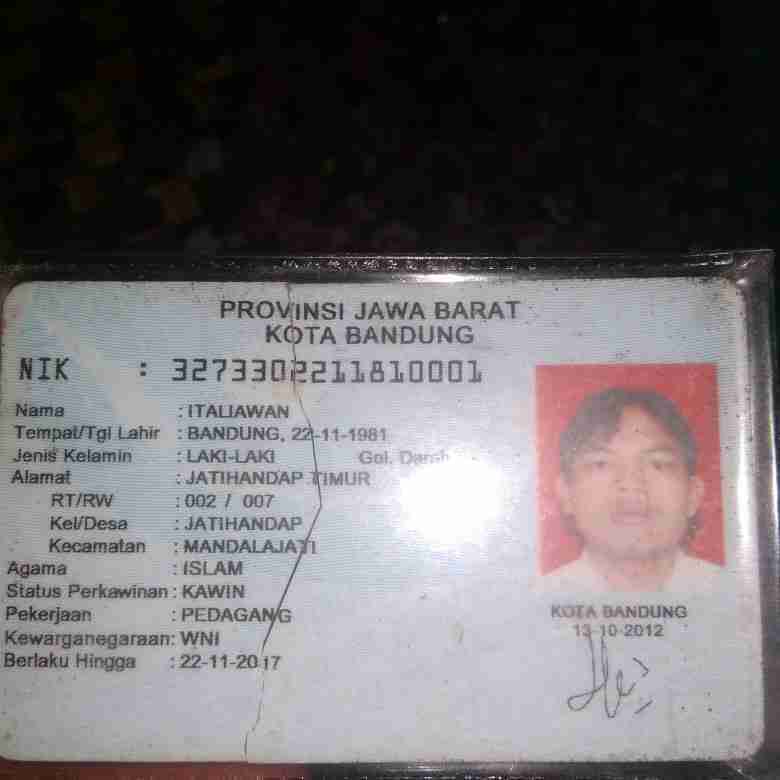 PROVINSI JAWA BARAT
KOTA BANDUNG
NIK : 3273302211810001
Nama : ITALIAWAN
Tempat/Tgl Lahir : BANDUNG, 22-11-1981
Jenis Kelamin : LAKI-LAKI Gol. Darah
Alamat : JATIHANDAP TIMUR
RT/RW : 002 / 007
Kel/Desa : JATIHANDAP
Kecamatan : MANDALAJATI
Agama : ISLAM
Status Perkawinan : KAWIN
Pekerjaan : PEDAGANG
Kewarganegaraan: WNI
Berlaku Hingga : 22-11-2017
KOTA BANDUNG
13-10-2012